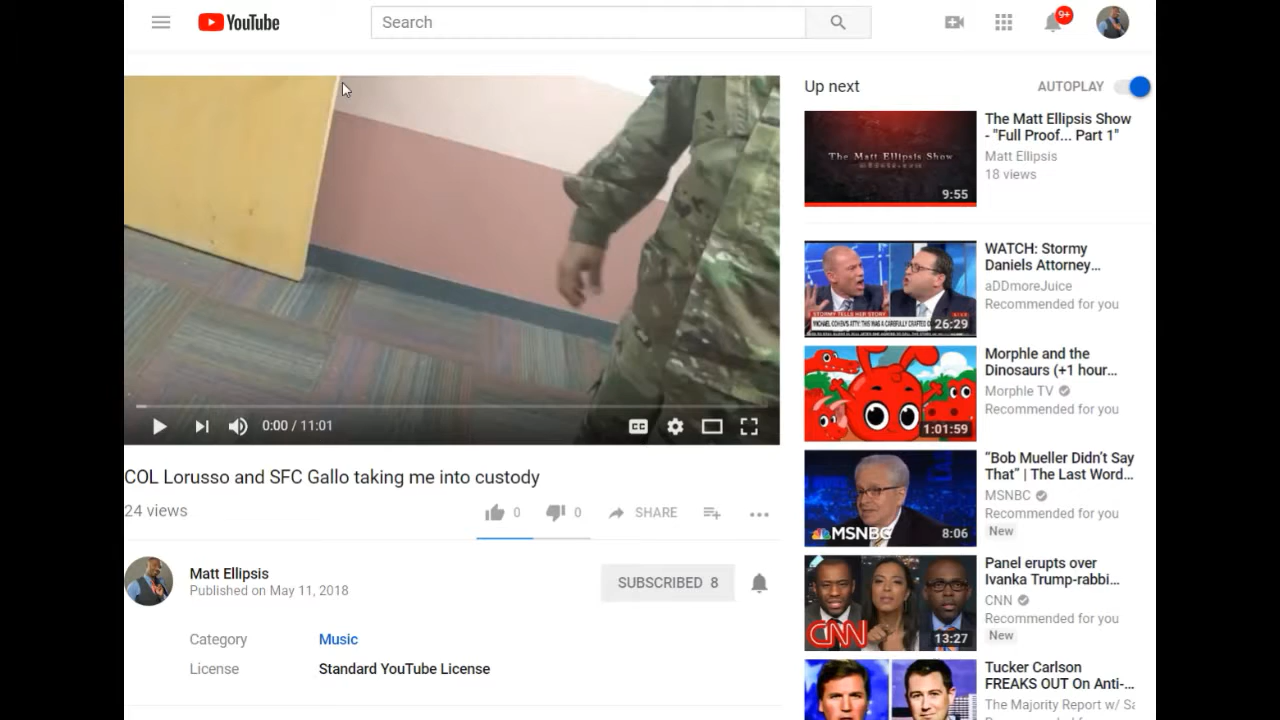 YouTube
Search
9+
Up next
AUTOPLAY
The Matt Ellipsis Show
9:55
The Matt Ellipsis Show
- "Full Proof... Part 1"
Matt Ellipsis
18 views
STORMY TELLS HER STORY
26:29
WATCH: Stormy
Daniels Attorney...
aDDmoreJuice
Recommended for you
1:01:59
Morphle and the
Dinosaurs (+1 hour...
Morphle TV
Recommended for you
MSNBC
8:06
“Bob Mueller Didn’t Say
That” | The Last Word...
MSNBC
Recommended for you
New
CNN
13:27
Panel erupts over
Ivanka Trump-rabbi...
CNN
Recommended for you
New
Tucker Carlson
FREAKS OUT On Anti-...
The Majority Report w/
0:00 / 11:01
CC
COL Lorusso and SFC Gallo taking me into custody
24 views
0
0
SHARE
Matt Ellipsis
Published on May 11, 2018
SUBSCRIBED 8
Category
Music
License
Standard YouTube License